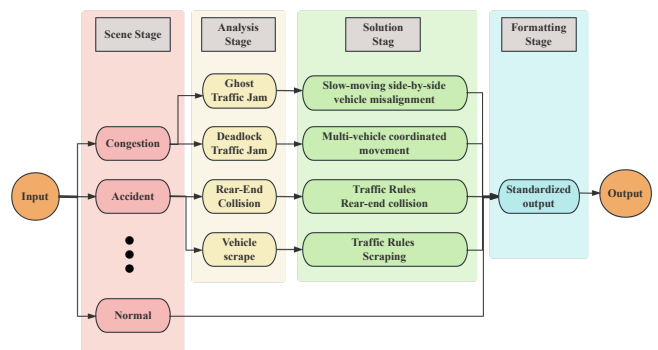 Scene Stage
Analysis
Stage
Solution
Stag
Formatting
Stage
Ghost
Traffic Jam
Slow-moving side-by-side
vehicle misalignment
Congestion
Deadlock
Traffic Jam
Multi-vehicle coordinated
movement
Input
Accident
Rear-End
Collision
Traffic Rules
Rear-end collision
Standardized
output
Output
Vehicle
scrape
Traffic Rules
Scraping
Normal